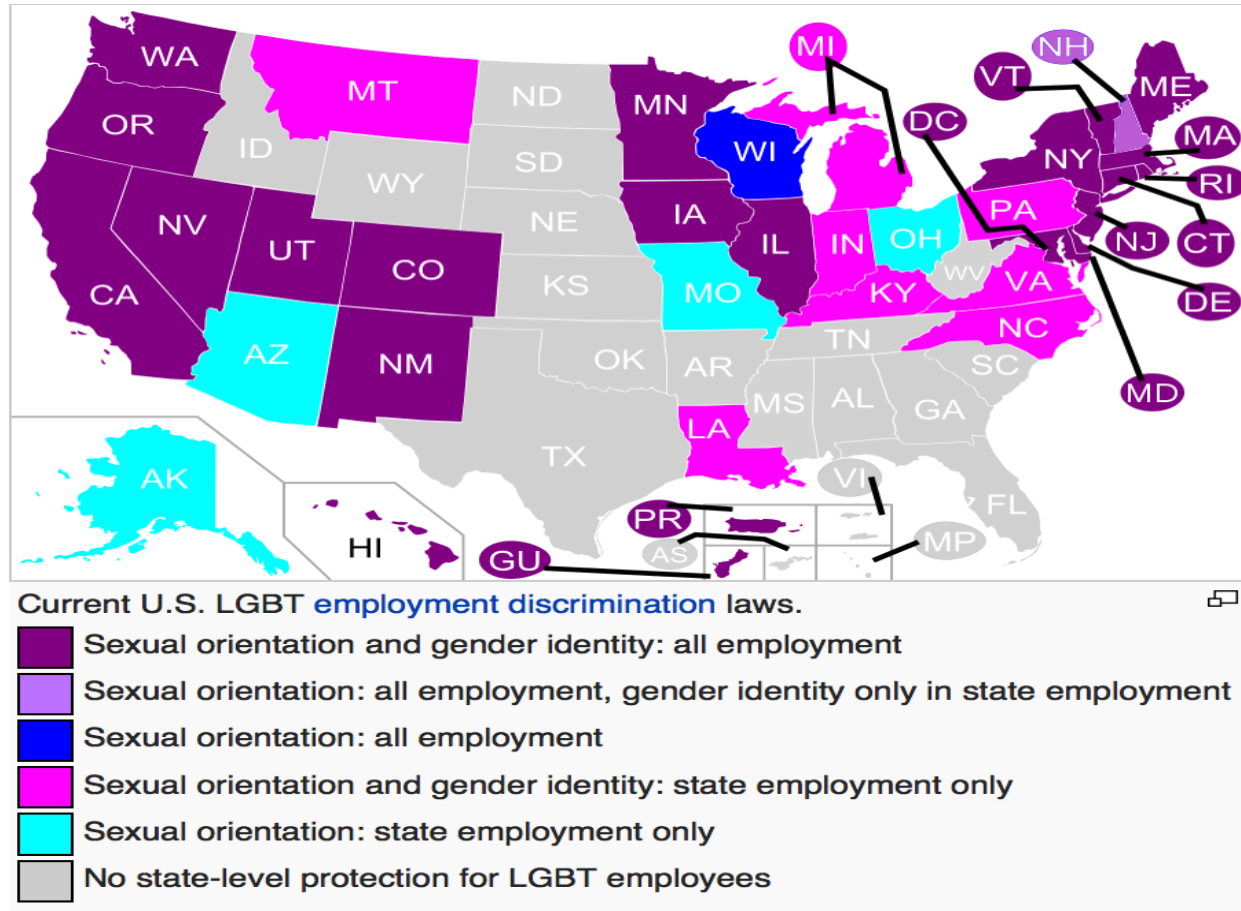 WA
MT
ND
MN
MI
NH
VT
ME
OR
ID
SD
WI
DC
MA
WY
NY
RI
NV
UT
CO
NE
IA
IL
IN
OH
PA
NJ
CT
CA
KS
MO
KY
WV
VA
DE
AZ
NM
OK
AR
TN
NC
SC
MD
TX
LA
MS
AL
GA
AK
VI
FL
HI
PR
GU
AS
MP
Current U.S. LGBT employment discrimination laws.
Sexual orientation and gender identity: all employment
Sexual orientation: all employment, gender identity only in state employment
Sexual orientation: all employment
Sexual orientation and gender identity: state employment only
Sexual orientation: state employment only
No state-level protection for LGBT employees